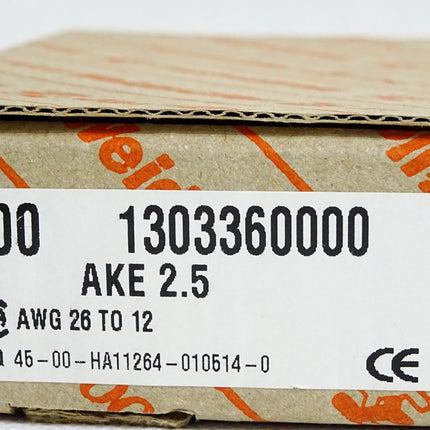 00 1303360000
AKE 2.5
AWG 26 TO 12
45-00-HA11264-010514-0
CE